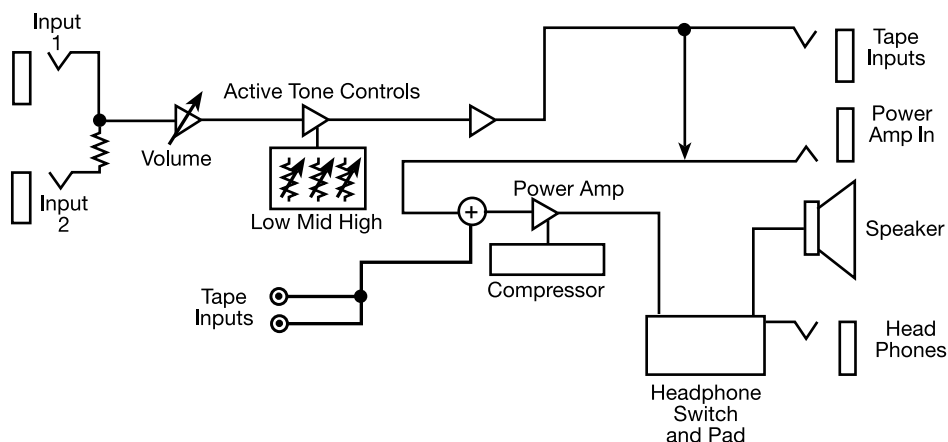 Input
1
Tape
Inputs
Active Tone Controls
Power
Amp In
Volume
Input
2
Power Amp
Low Mid High
Speaker
Compressor
Tape
Inputs
Head
Phones
Headphone
Switch
and Pad